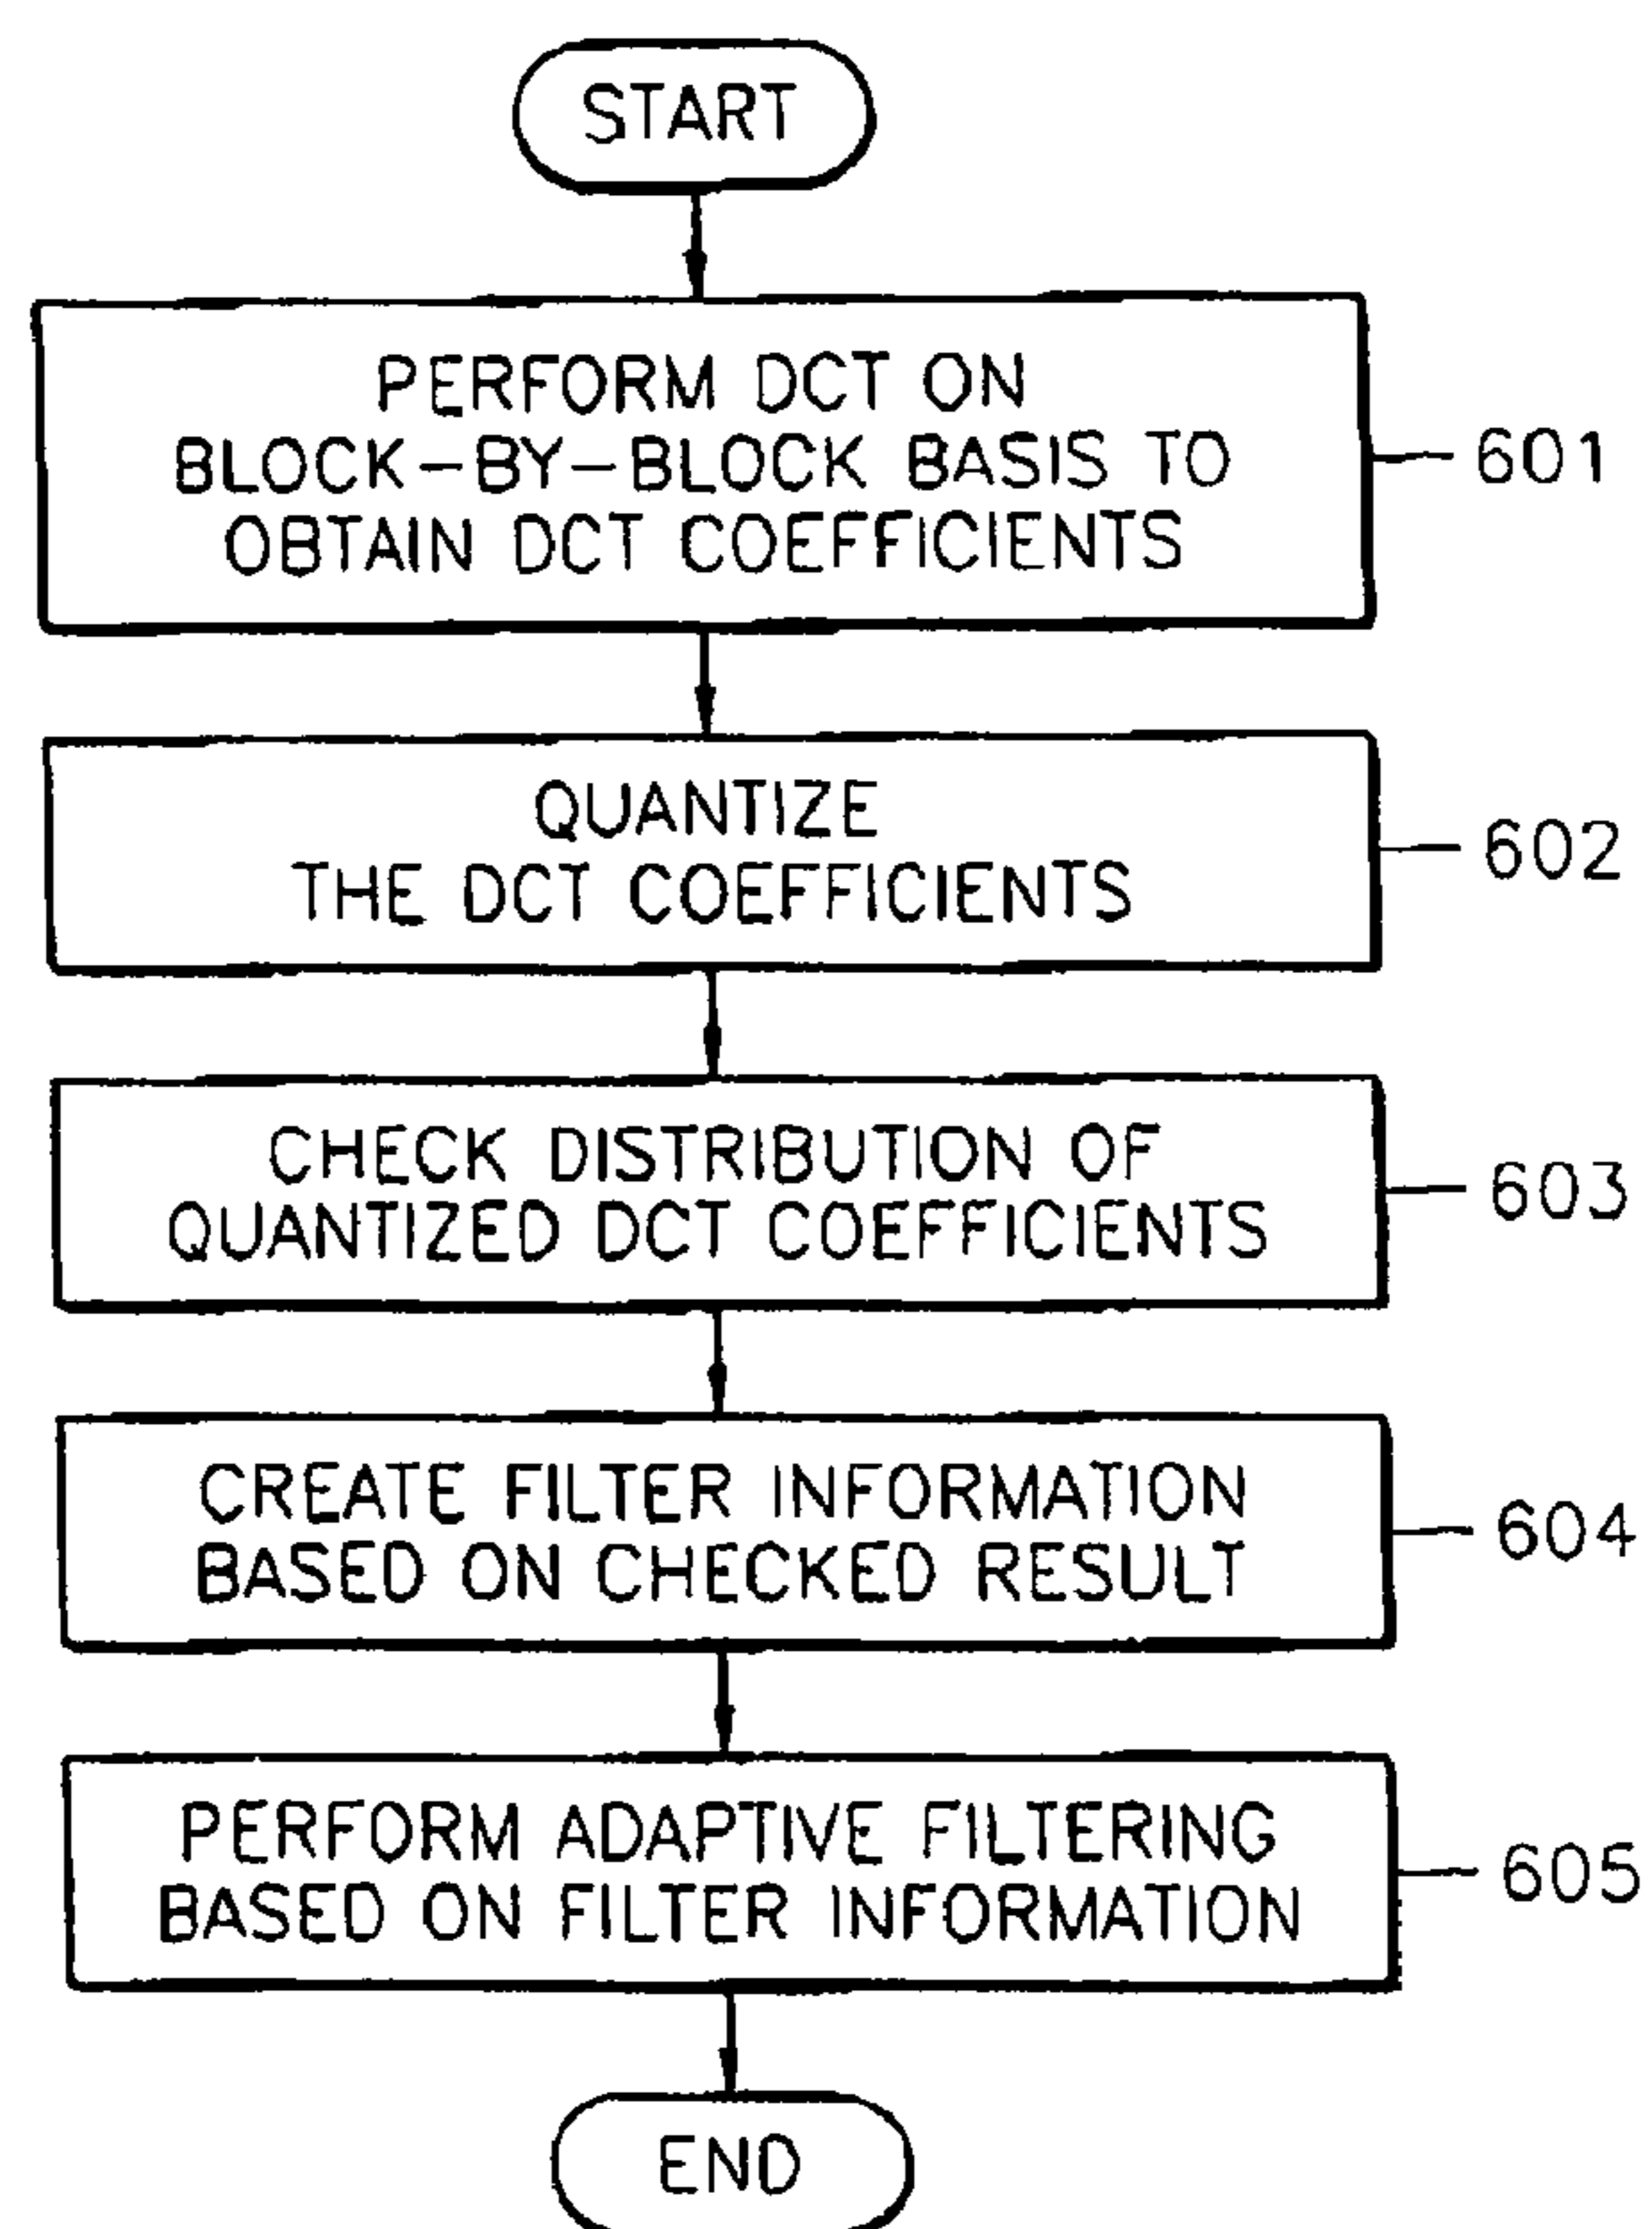 START
PERFORM DCT ON
BLOCK-BY-BLOCK BASIS TO
OBTAIN DCT COEFFICIENTS
601
QUANTIZE
THE DCT COEFFICIENTS
602
CHECK DISTRIBUTION OF
QUANTIZED DCT COEFFICIENTS
603
CREATE FILTER INFORMATION
BASED ON CHECKED RESULT
604
PERFORM ADAPTIVE FILTERING
BASED ON FILTER INFORMATION
605
END